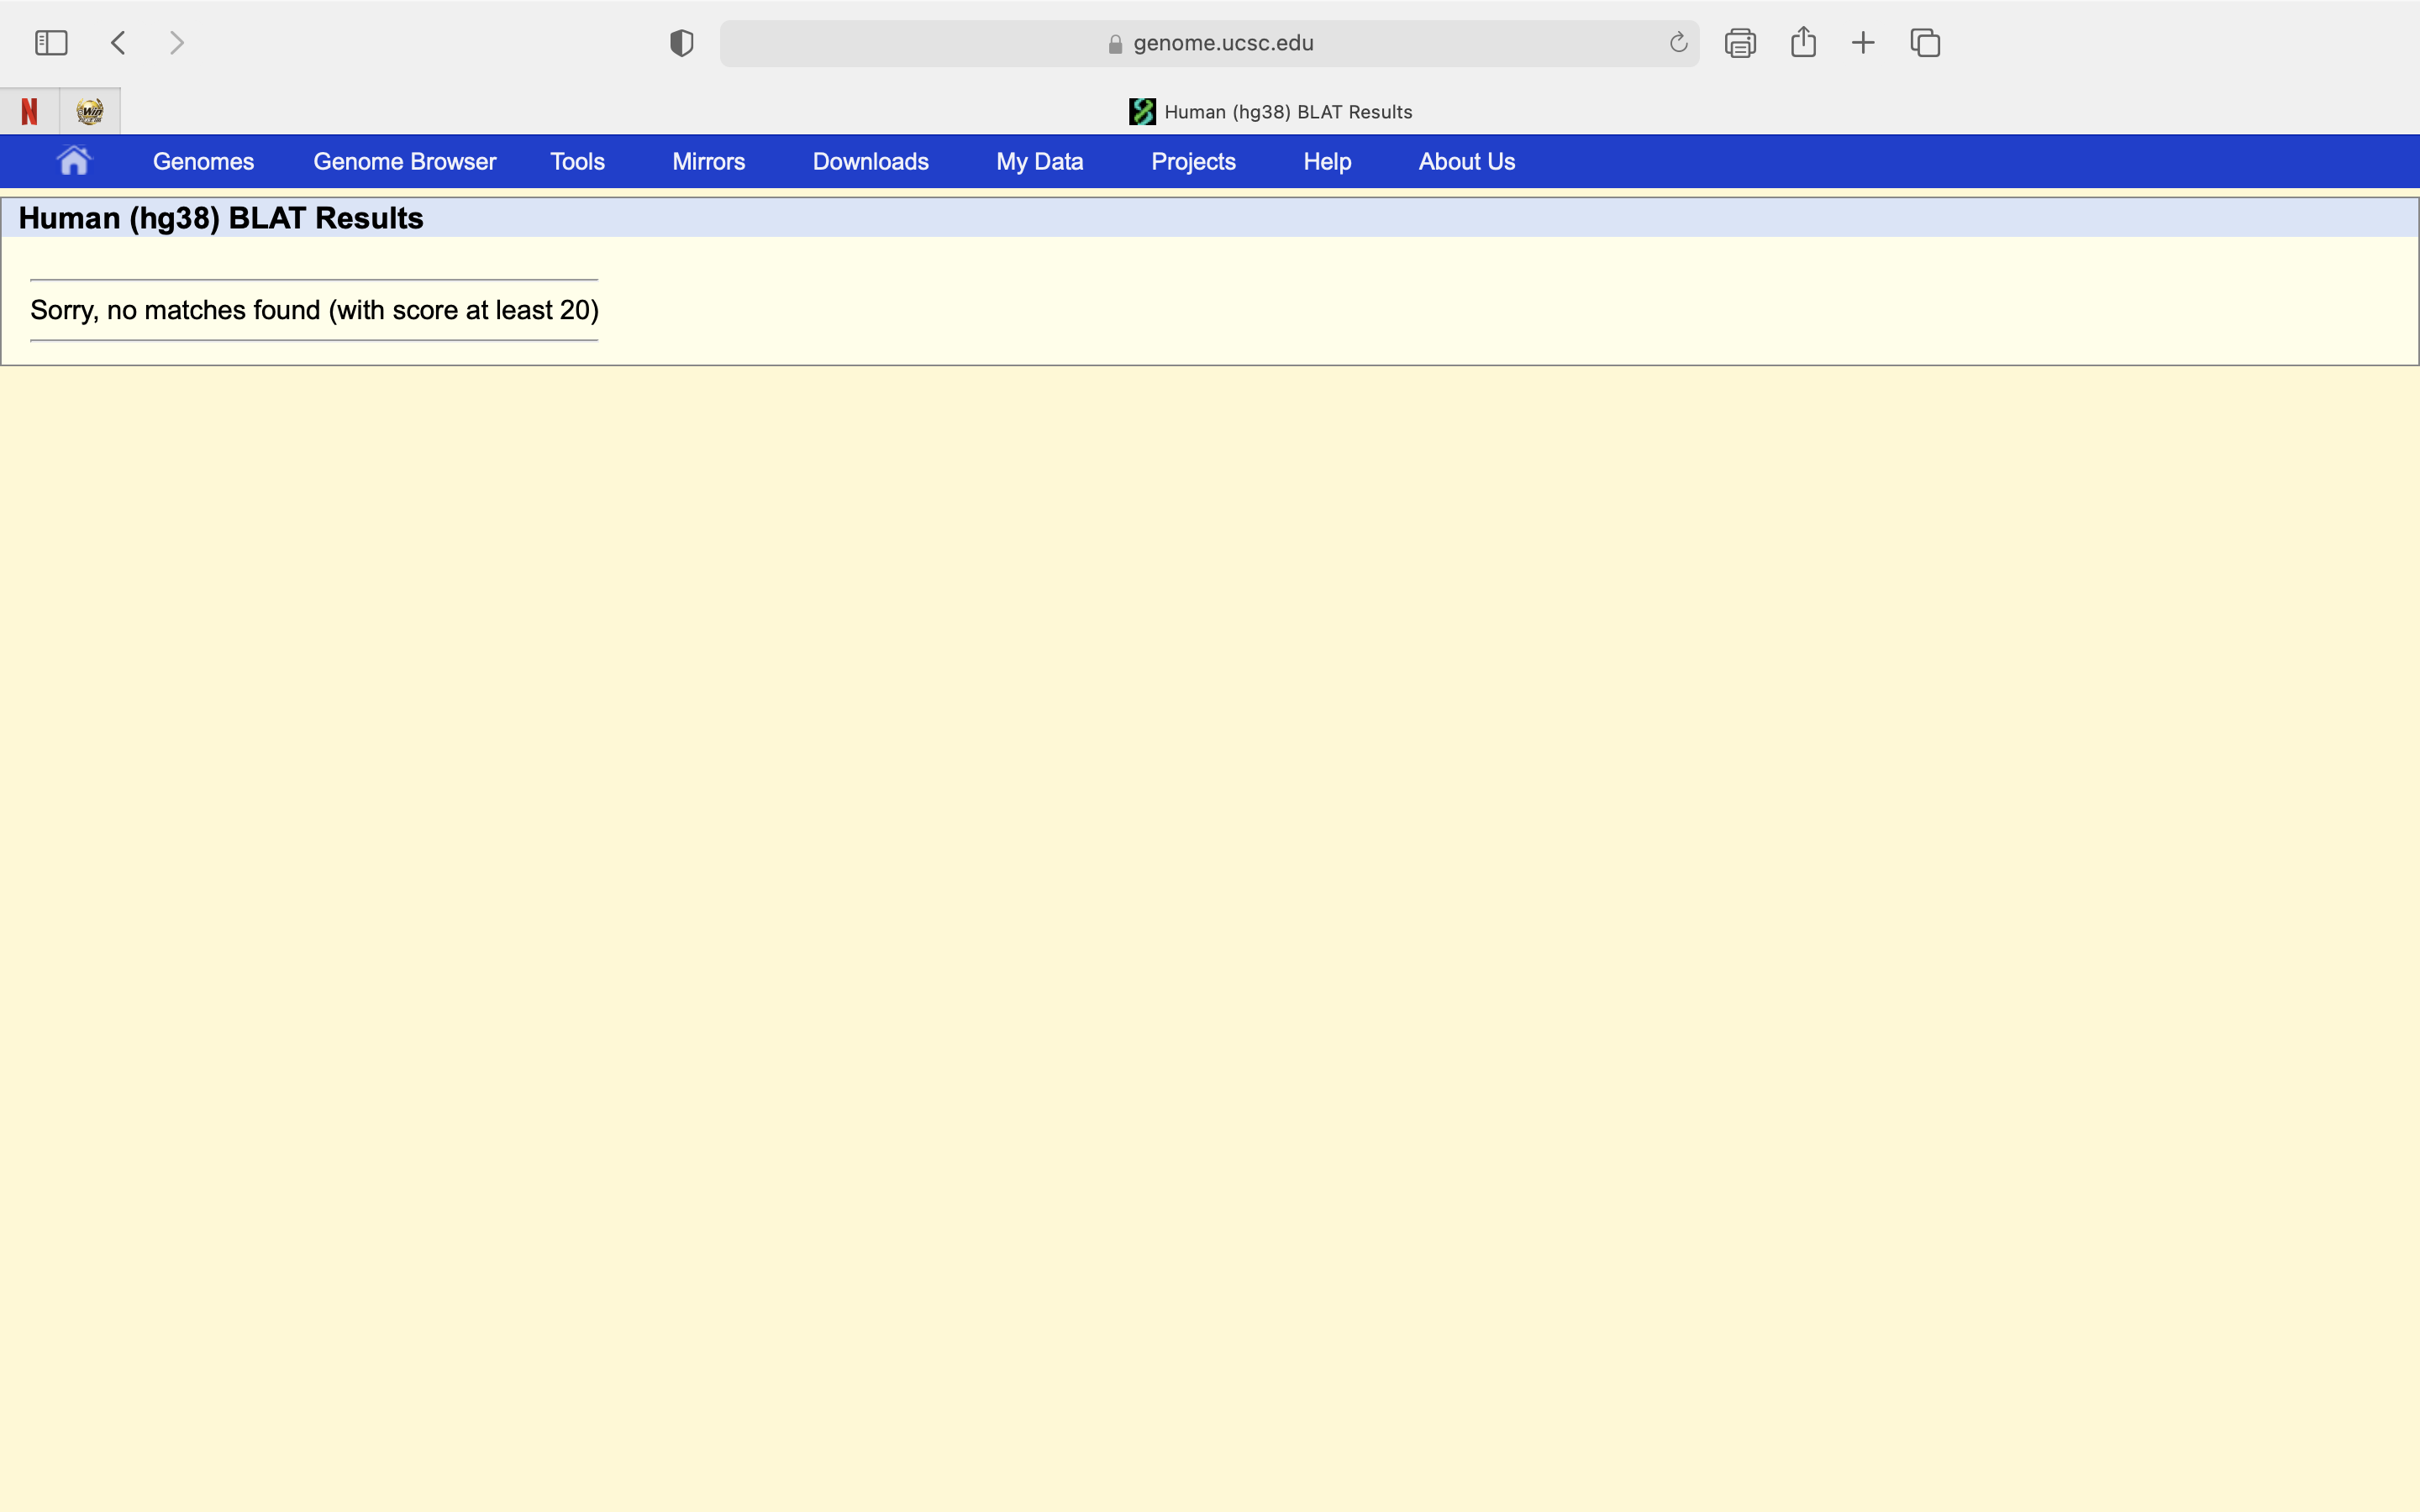 genome.ucsc.edu
N
Win
Human (hg38) BLAT Results
Genomes Genome Browser Tools Mirrors Downloads My Data Projects Help About Us
Human (hg38) BLAT Results
Sorry, no matches found (with score at least 20)